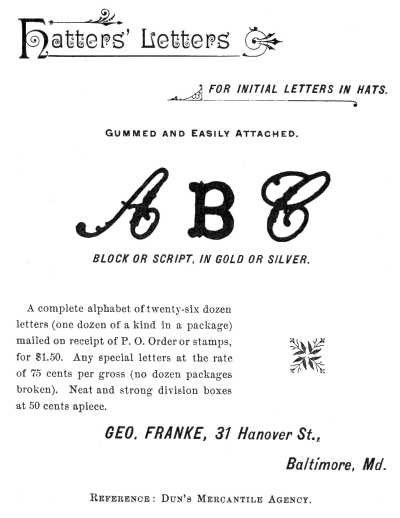 Hatters' Letters
FOR INITIAL LETTERS IN HATS.
GUMMED AND EASILY ATTACHED.
A B C
BLOCK OR SCRIPT, IN GOLD OR SILVER.
A complete alphabet of twenty-six dozen
letters (one dozen of a kind in a package)
mailed on receipt of P. O. Order or stamps,
for $1.50. Any special letters at the rate
of 75 cents per gross (no dozen packages
broken). Neat and strong division boxes
at 50 cents apiece.
GEO. FRANKE, 31 Hanover St.,
Baltimore, Md.
REFERENCE: DUN'S MERCANTILE AGENCY.